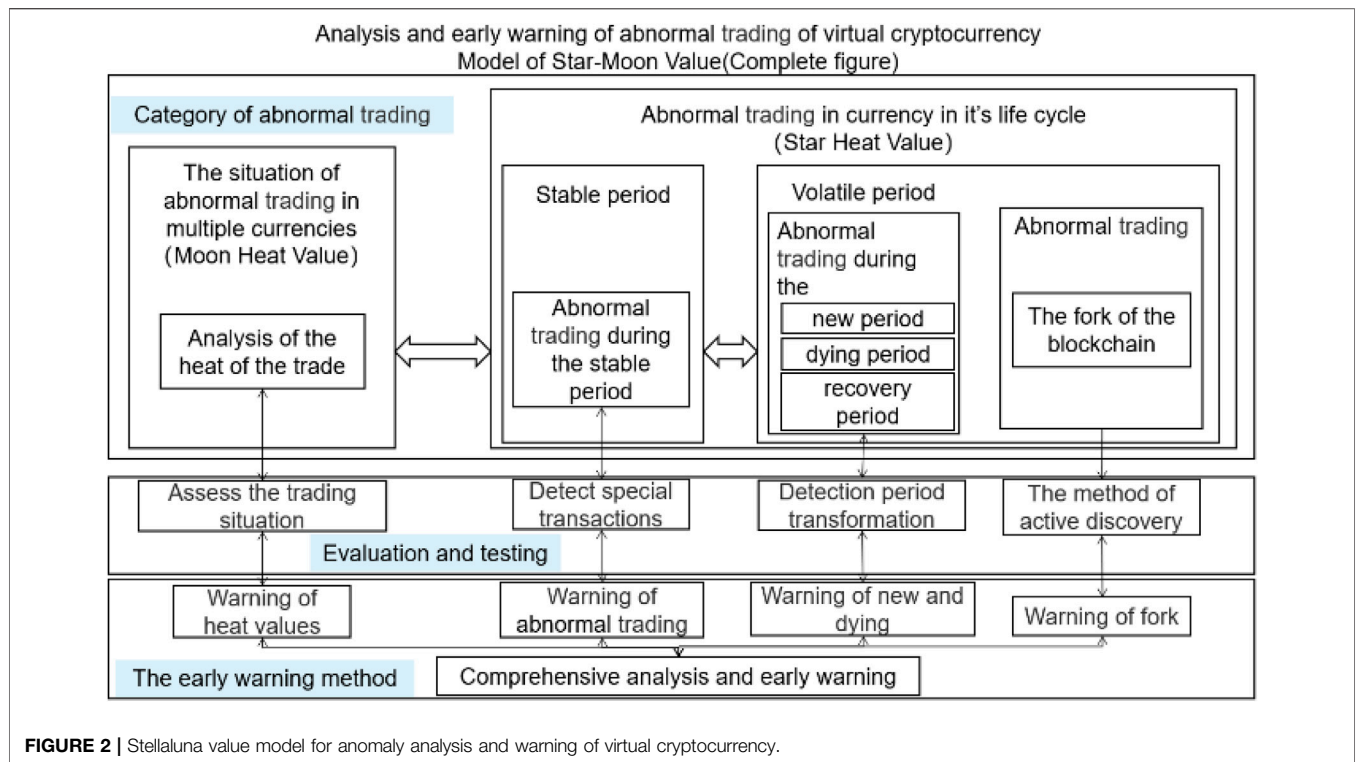 Analysis and early warning of abnormal trading of virtual cryptocurrency
Model of Star-Moon Value(Complete figure)
Category of abnormal trading
The situation of
abnormal trading in
multiple currencies
(Moon Heat Value)
Analysis of the
heat of the trade
Abnormal trading in currency in it's life cycle
(Star Heat Value)
Stable period
Abnormal
trading during
the stable
period
Volatile period
Abnormal
trading during
the
new period
dying period
recovery
period
Abnormal trading
The fork of the
blockchain
Assess the trading
situation
Detect special
transactions
Detection period
transformation
The method of
active discovery
Evaluation and testing
Warning of
heat values
Warning of
abnormal trading
Warning of new and
dying
Warning of fork
The early warning method
Comprehensive analysis and early warning
FIGURE 2 | Stellaluna value model for anomaly analysis and warning of virtual cryptocurrency.